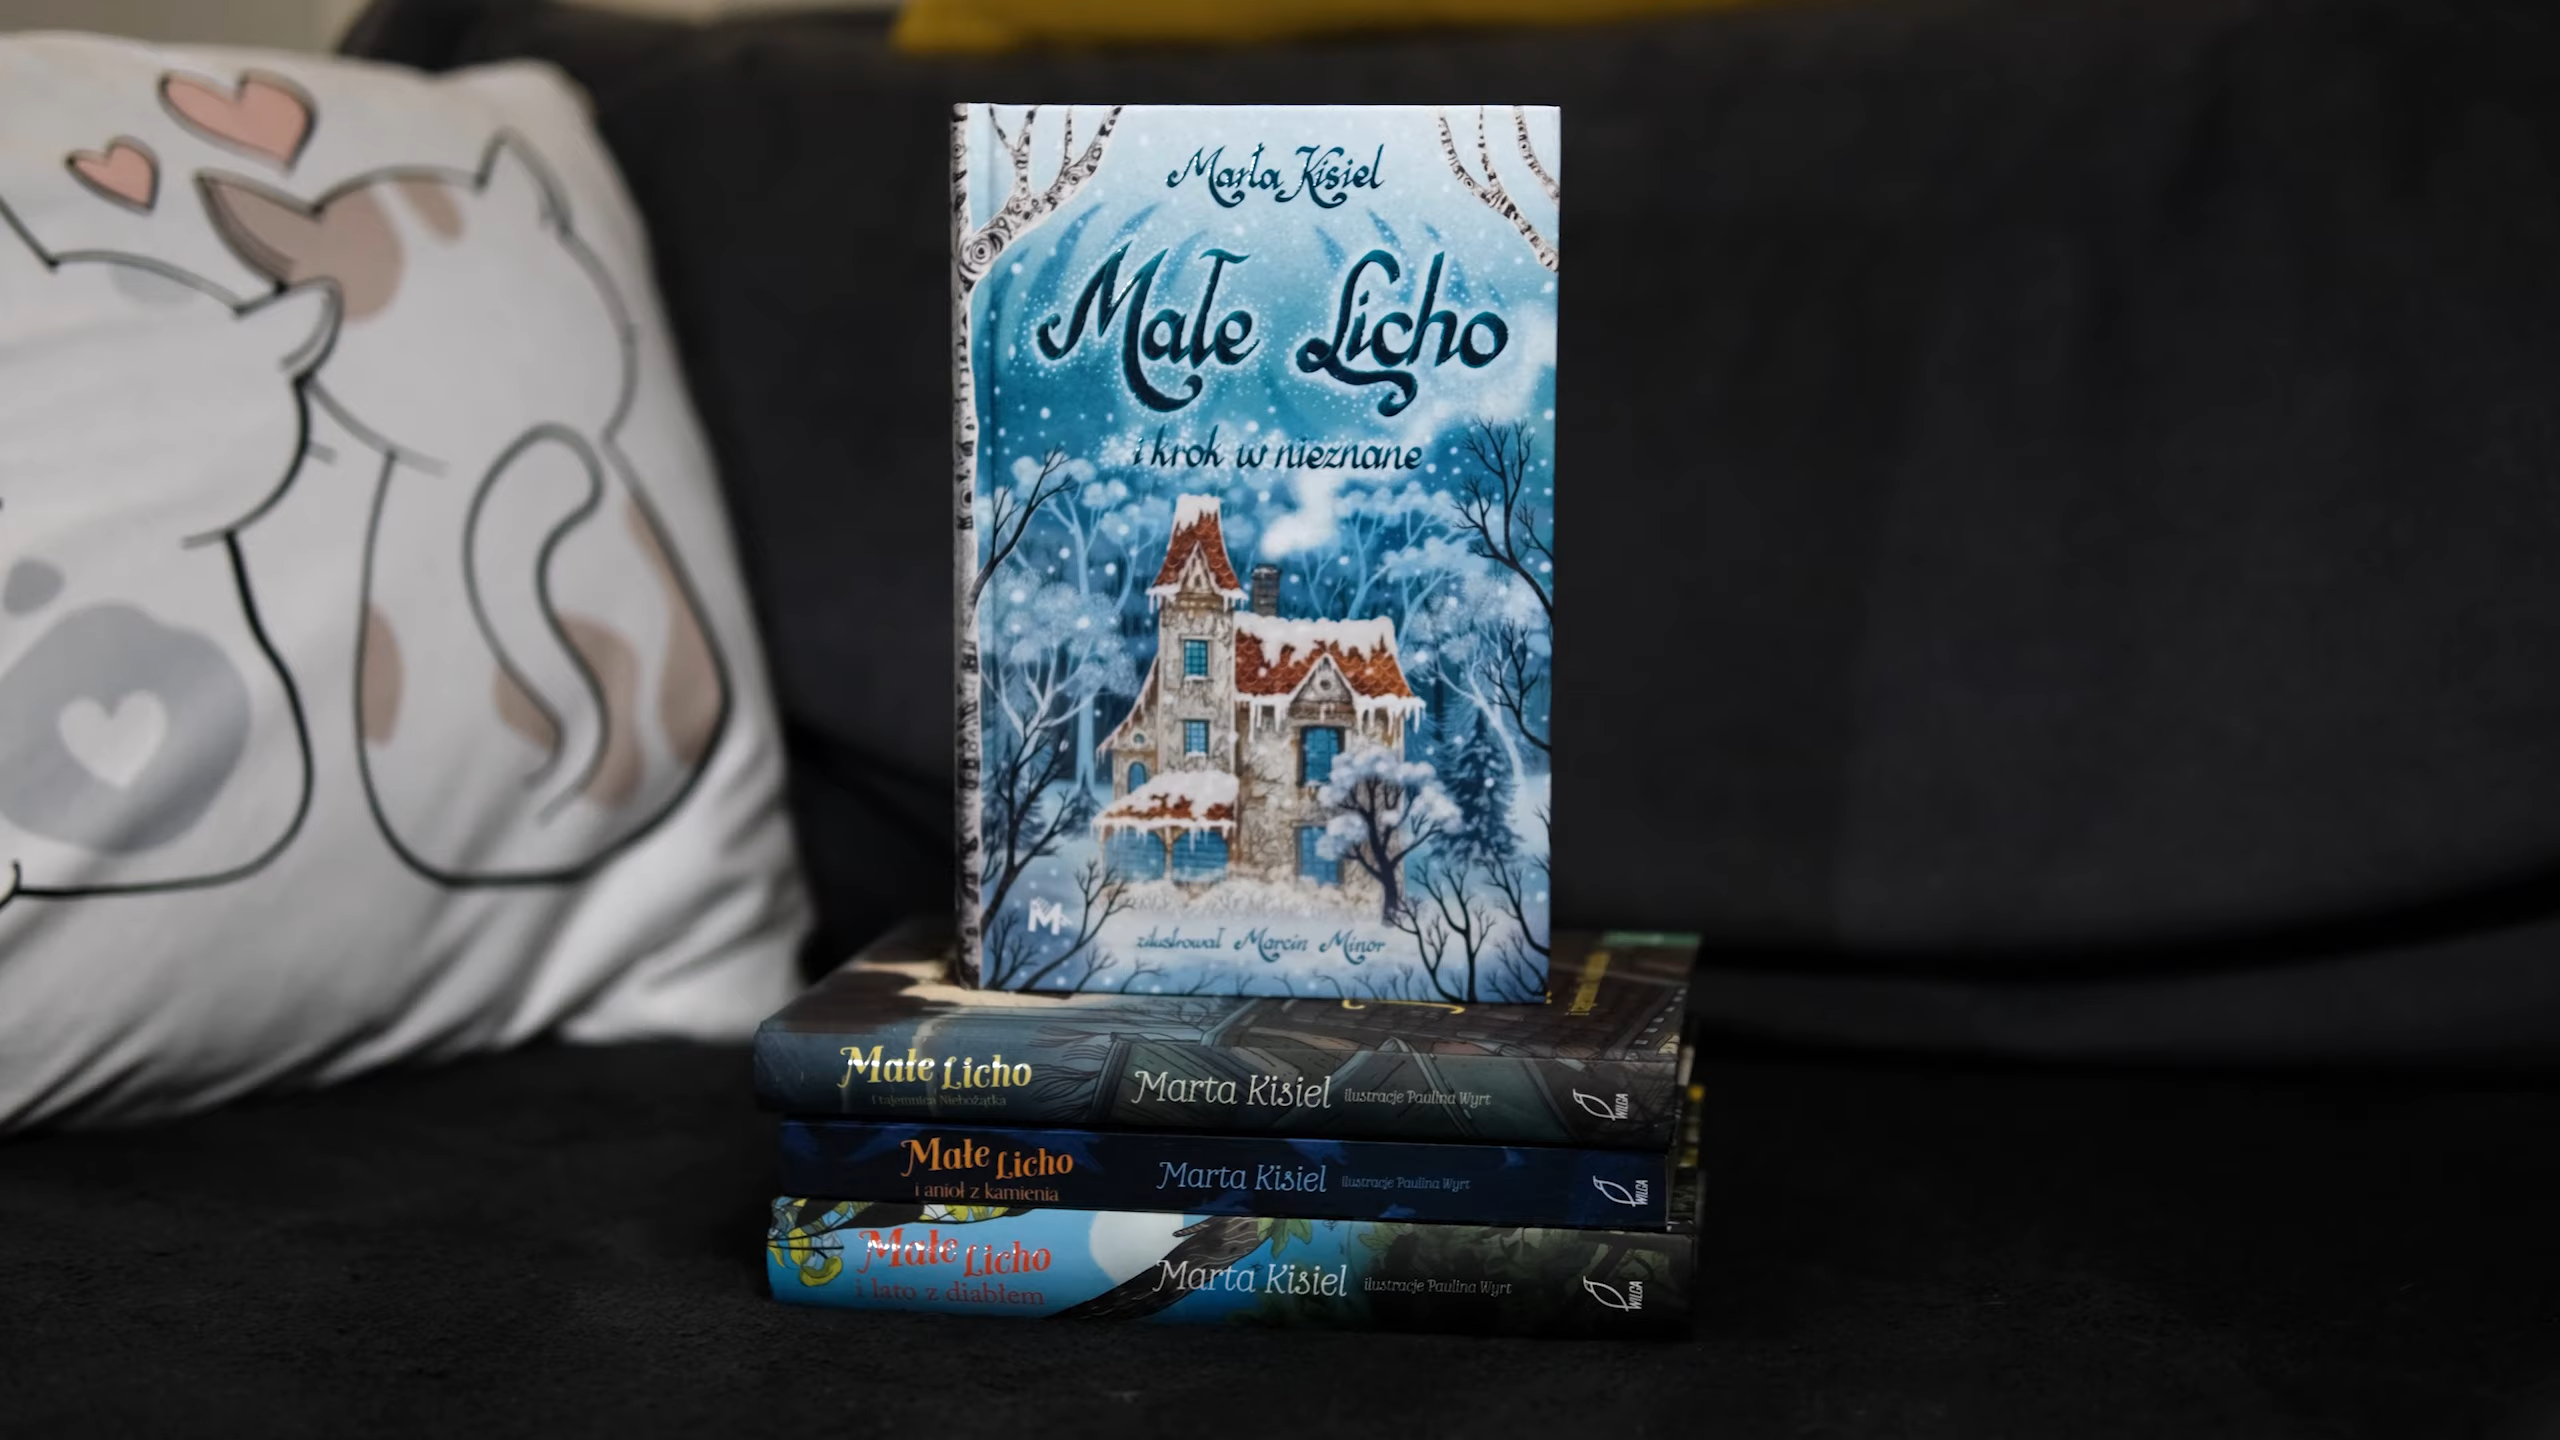 Marta Kisiel
Małe Licho
i krok w nieznane
zilustrował Marcin Minor
Małe Licho
i tajemnica Niebożątka
Marta Kisiel
ilustracje Paulina Wyrt
WILGA
Małe Licho
i anioł z kamienia
Marta Kisiel
ilustracje Paulina Wyrt
WILGA
Małe Licho
i lato z diabłem
Marta Kisiel
ilustracje Paulina Wyrt
WILGA